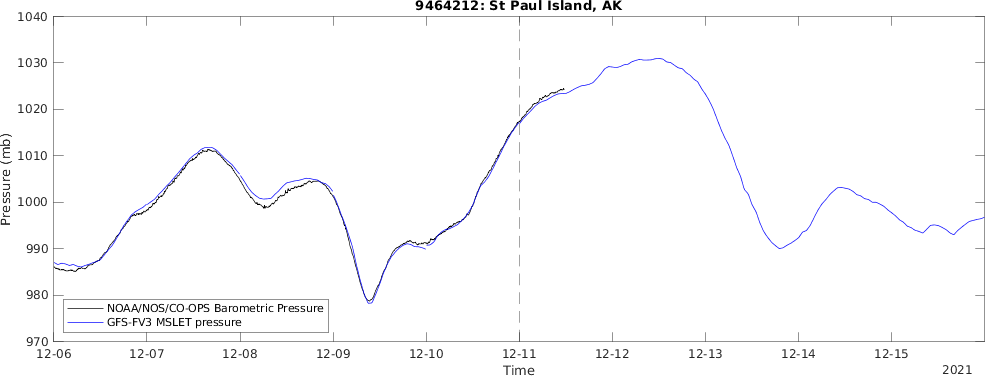 9464212: St Paul Island, AK
1040
1030
1020
1010
1000
990
980
970
Pressure (mb)
NOAA/NOS/CO-OPS Barometric Pressure
GFS-FV3 MSLET pressure
12-06 12-07 12-08 12-09 12-10 12-11 12-12 12-13 12-14 12-15
Time
2021